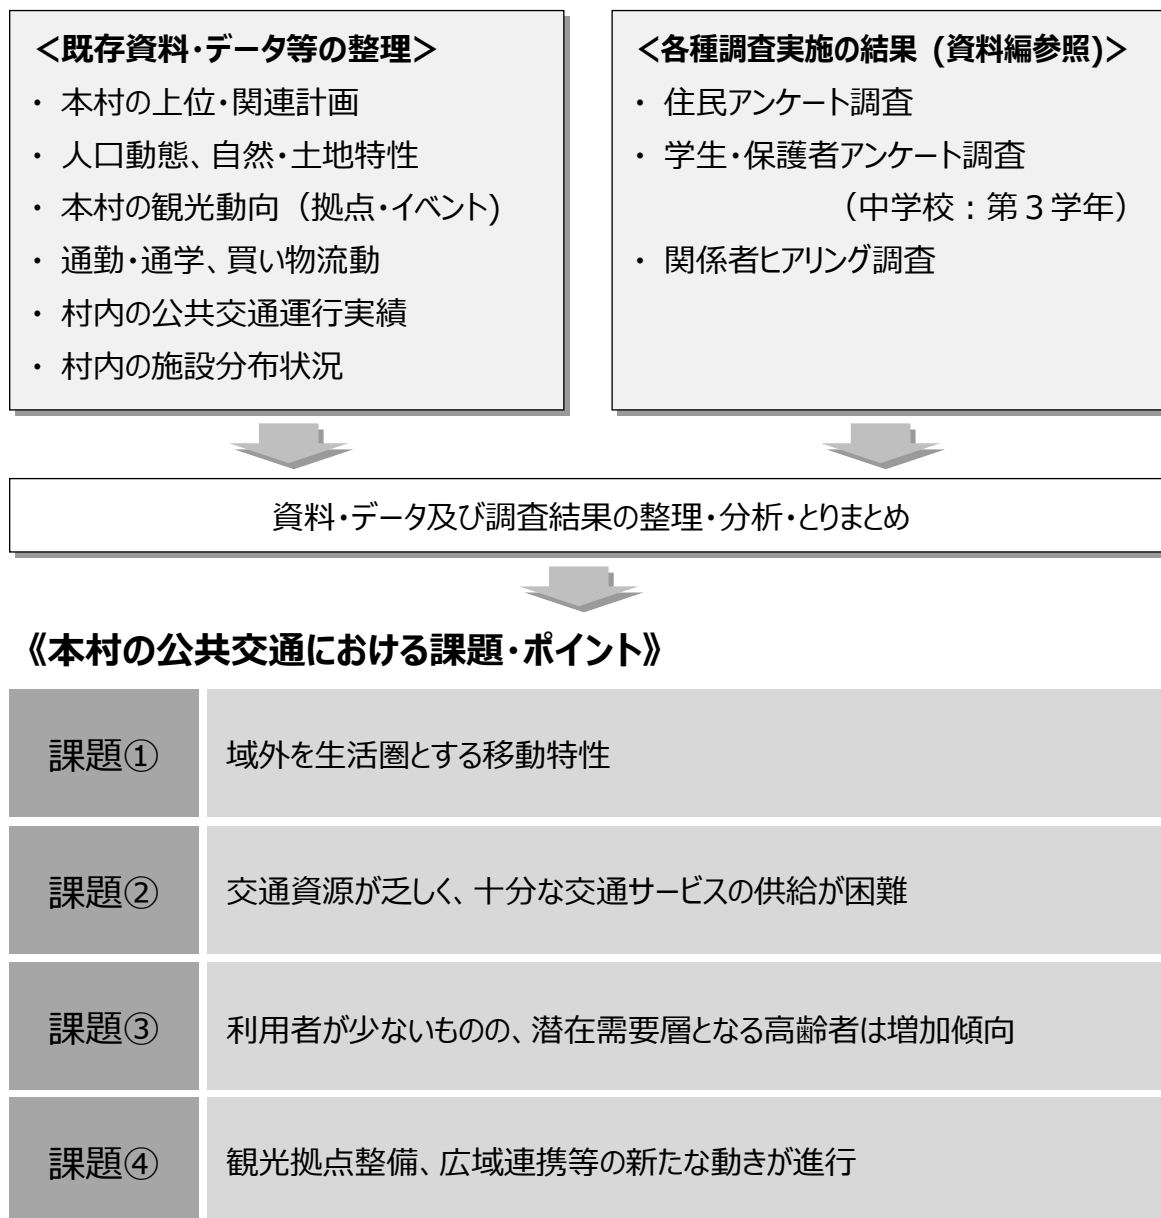 ＜既存資料・データ等の整理＞
・ 本村の上位・関連計画
・ 人口動態、自然・土地特性
・ 本村の観光動向（拠点・イベント)
・ 通勤・通学、買い物流動
・ 村内の公共交通運行実績
・ 村内の施設分布状況
＜各種調査実施の結果 (資料編参照)＞
・ 住民アンケート調査
・ 学生・保護者アンケート調査
（中学校：第３学年）
・ 関係者ヒアリング調査
資料・データ及び調査結果の整理・分析・とりまとめ
《本村の公共交通における課題・ポイント》
課題① 域外を生活圏とする移動特性
課題② 交通資源が乏しく、十分な交通サービスの供給が困難
課題③ 利用者が少ないものの、潜在需要層となる高齢者は増加傾向
課題④ 観光拠点整備、広域連携等の新たな動きが進行